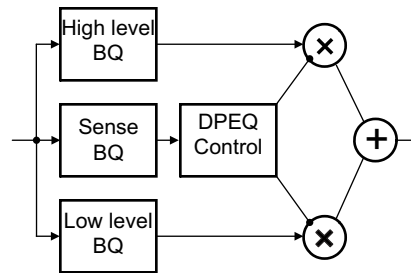 High level
BQ
×
Sense
BQ
DPEQ
Control
+
Low level
BQ
×